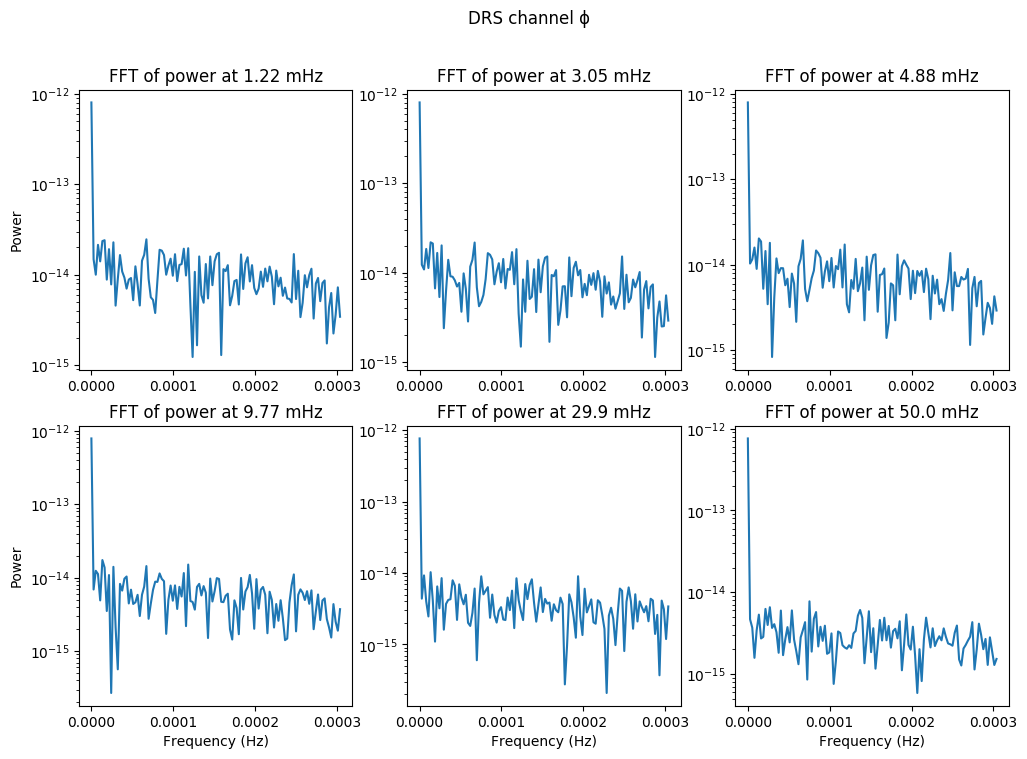 DRS channel ϕ
FFT of power at 1.22 mHz
FFT of power at 3.05 mHz
FFT of power at 4.88 mHz
Power
10⁻¹²
10⁻¹³
10⁻¹⁴
10⁻¹⁵
0.0000 0.0001 0.0002 0.0003
10⁻¹²
10⁻¹³
10⁻¹⁴
10⁻¹⁵
0.0000 0.0001 0.0002 0.0003
10⁻¹²
10⁻¹³
10⁻¹⁴
10⁻¹⁵
0.0000 0.0001 0.0002 0.0003
FFT of power at 9.77 mHz
FFT of power at 29.9 mHz
FFT of power at 50.0 mHz
Power
10⁻¹²
10⁻¹³
10⁻¹⁴
10⁻¹⁵
0.0000 0.0001 0.0002 0.0003
Frequency (Hz)
10⁻¹²
10⁻¹³
10⁻¹⁴
10⁻¹⁵
0.0000 0.0001 0.0002 0.0003
Frequency (Hz)
10⁻¹²
10⁻¹³
10⁻¹⁴
10⁻¹⁵
0.0000 0.0001 0.0002 0.0003
Frequency (Hz)